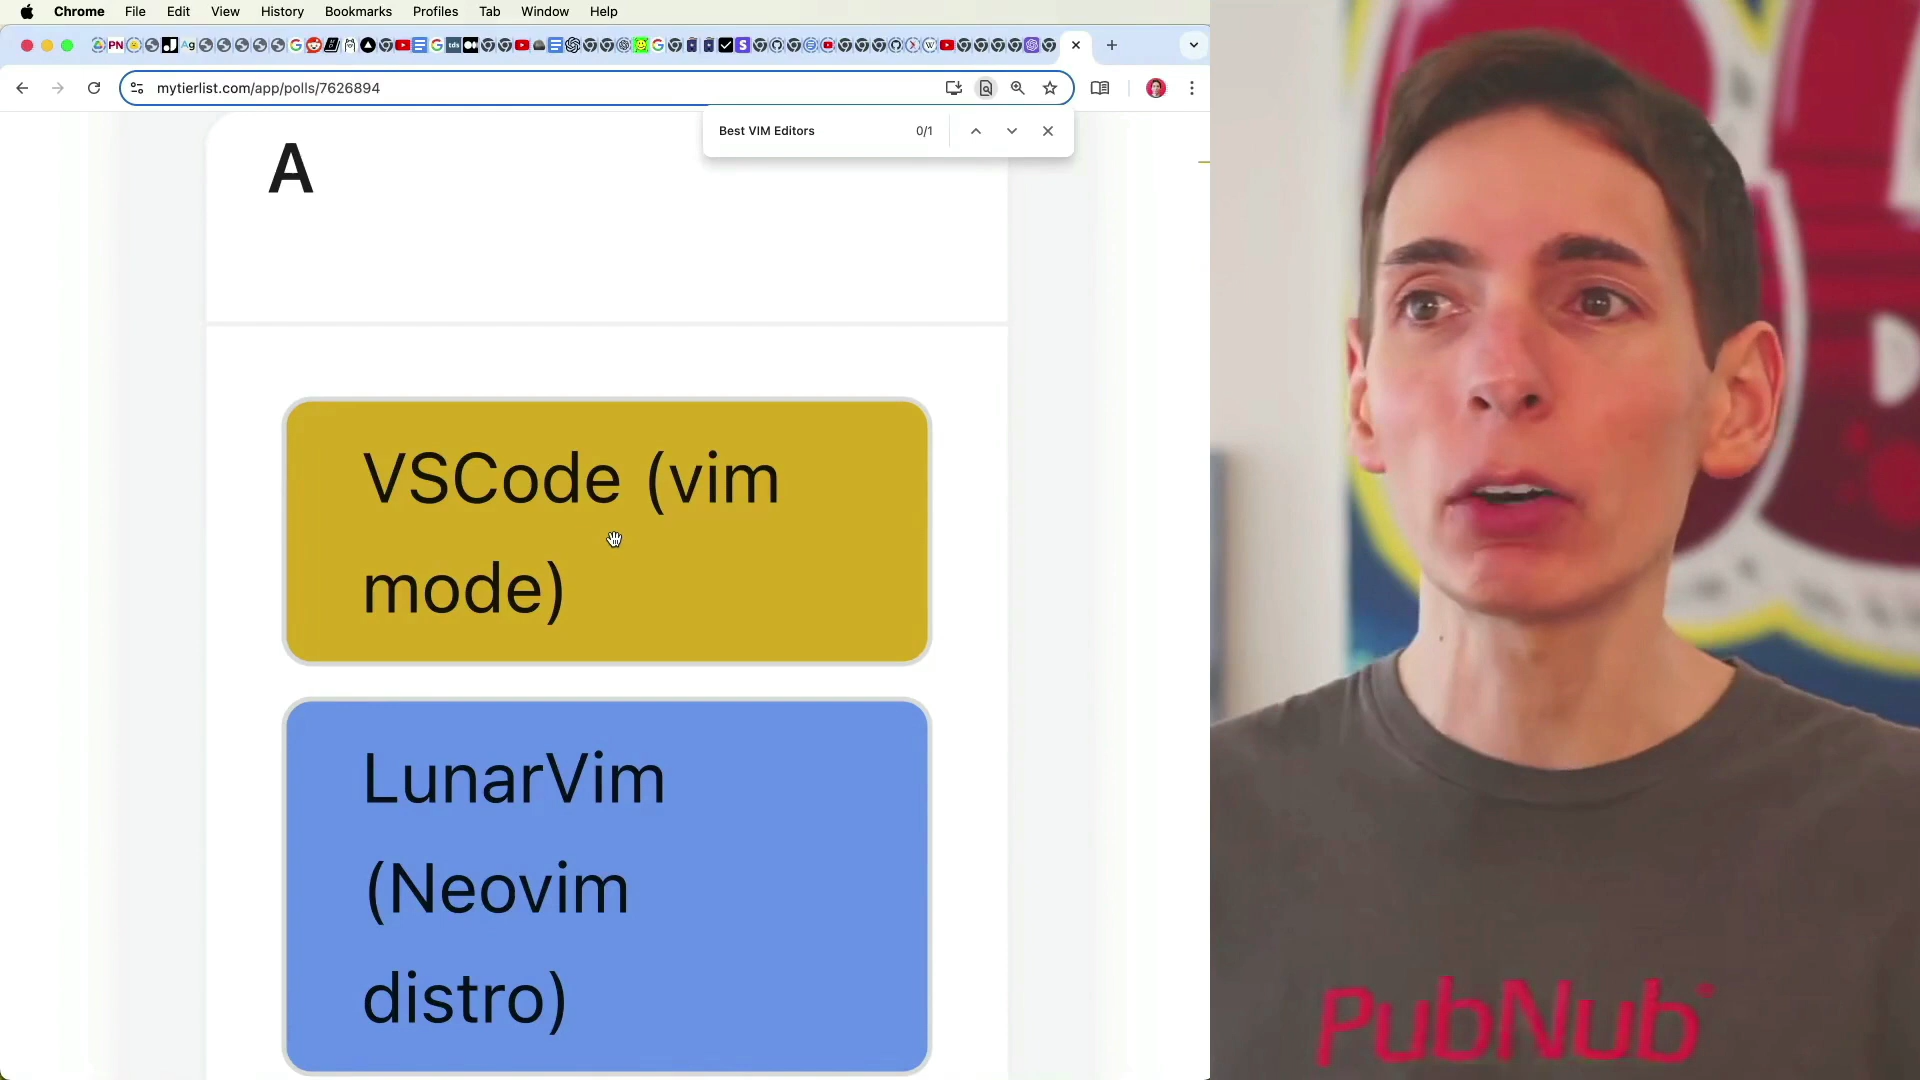 Chrome File Edit View History Bookmarks Profiles Tab Window Help
mytierlist.com/app/polls/7626894
Best VIM Editors 0/1
A
VSCode (vim
mode)
LunarVim
(Neovim
distro)
PubNub